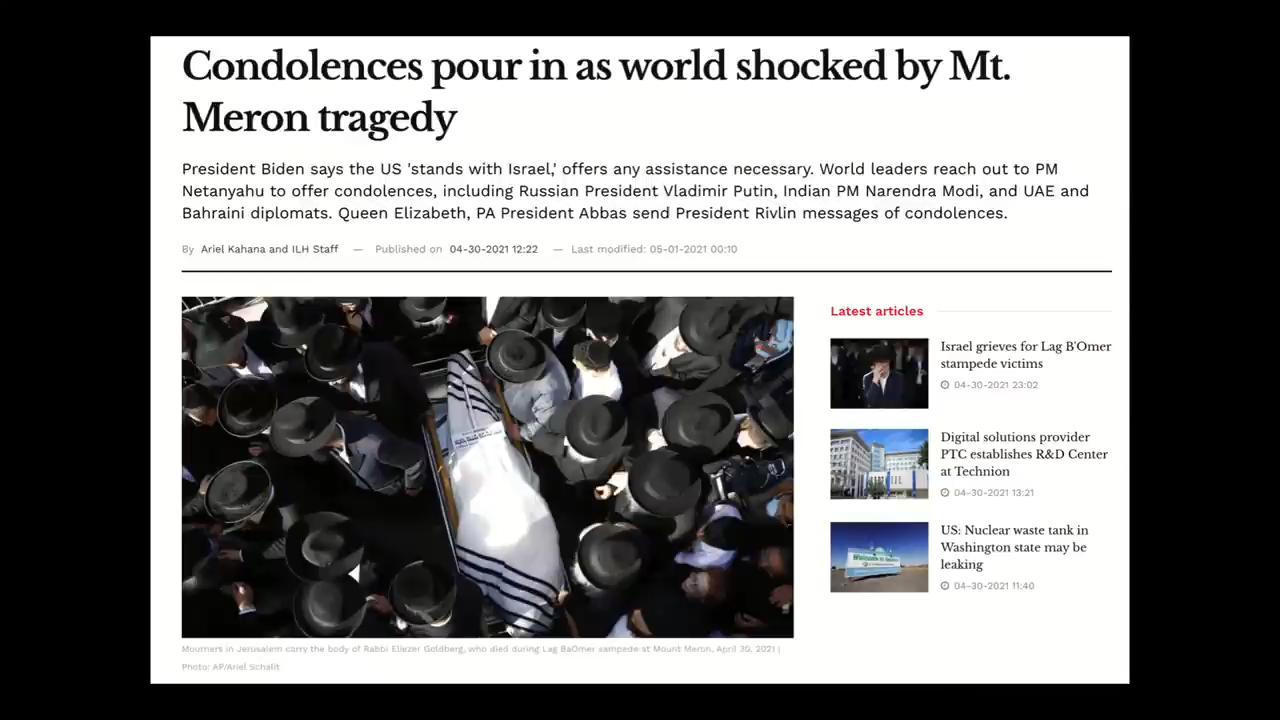 Condolences pour in as world shocked by Mt.
Meron tragedy
President Biden says the US 'stands with Israel,' offers any assistance necessary. World leaders reach out to PM
Netanyahu to offer condolences, including Russian President Vladimir Putin, Indian PM Narendra Modi, and UAE and
Bahraini diplomats. Queen Elizabeth, PA President Abbas send President Rivlin messages of condolences.
By Ariel Kahana and ILH Staff — Published on 04-30-2021 12:22 — Last modified: 05-01-2021 00:10
Mourners in Jerusalem carry the body of Rabbi Eliezer Goldberg, who died during Lag BaOmer sampede at Mount Meron, April 30, 2021 |
Photo: AP/Ariel Schalit
Latest articles
Israel grieves for Lag B'Omer
stampede victims
04-30-2021 23:02
Digital solutions provider
PTC establishes R&D Center
at Technion
04-30-2021 13:21
US: Nuclear waste tank in
Washington state may be
leaking
04-30-2021 11:40